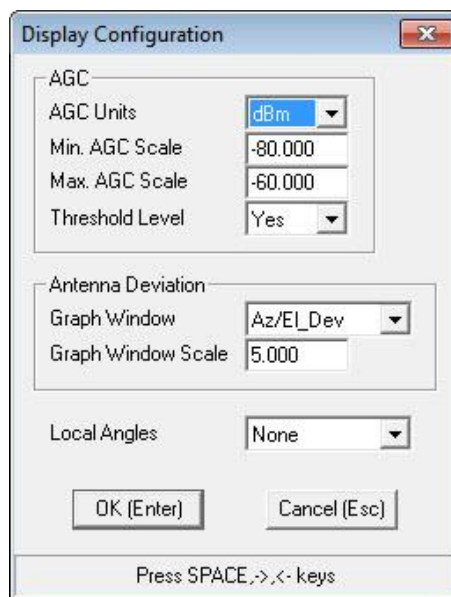 Display Configuration
AGC
AGC Units dBm
Min. AGC Scale -80.000
Max. AGC Scale -60.000
Threshold Level Yes
Antenna Deviation
Graph Window Az/El_Dev
Graph Window Scale 5.000
Local Angles None
OK (Enter) Cancel (Esc)
Press SPACE,->,<- keys